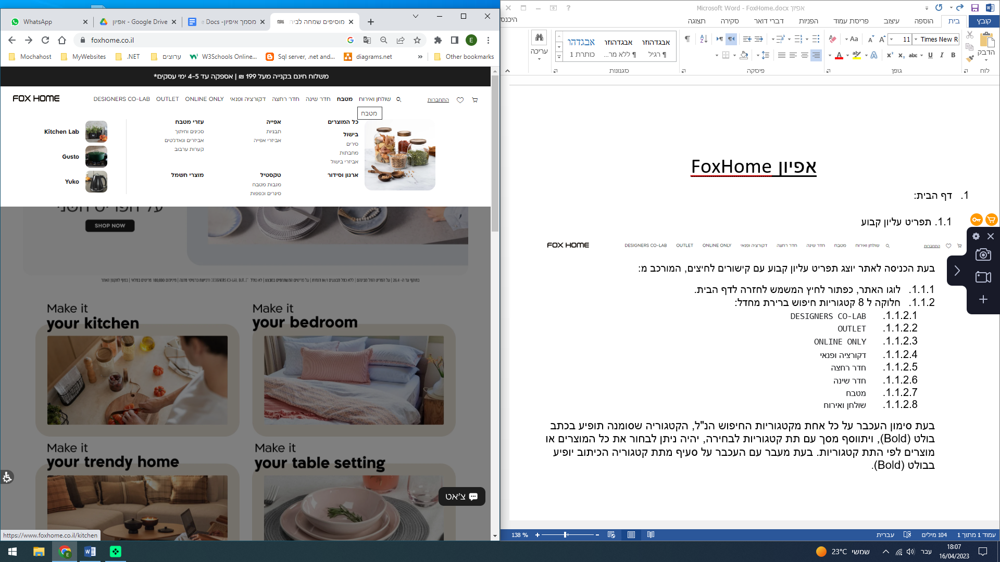 WhatsApp
אפיון - Google Drive
מסמך איפיון- e Docs
מוסיפים שמחה לבית
foxhome.co.il
Mochahost
MyWebsites
.NET
ערוצים
W3Schools Online...
Sql server, .net and...
diagrams.net
»
Other bookmarks
משלוח חינם בקנייה מעל 199 ₪ | אספקה עד 4-5 ימי עסקים*
FOX HOME
DESIGNERS CO-LAB
OUTLET
ONLINE ONLY
דקורציה ופנאי
חדר רחצה
חדר שינה
מטבח
שולחן ואירוח
התחברות
מטבח
כל המוצרים
בישול
סירים
מחבתות
אביזרי בישול
ארגון וסידור
אפייה
תבניות
אביזרי אפייה
טקסטיל
מגבות מטבח
סינרים וכפפות
עזרי מטבח
סכינים וחיתוך
אביזרים וגאדג'טים
קערות ערבוב
מוצרי חשמל
Kitchen Lab
Gusto
Yuko
SHOP NOW
Make it
your kitchen
Make it
your bedroom
Make it
your trendy home
Make it
your table setting
צ'אט
https://www.foxhome.co.il/kitchen
אפיון Microsoft Word - FoxHome.docx
היכנס
קובץ
בית
הוספה
עיצוב
פריסת עמוד
הפניות
דברי דואר
סקירה
תצוגה
הדבק
לוח
Times New R
11
גופן
פיסקה
אבגדהוזר
¶ רגיל
אבגדהוזר
¶ ללא מר...
אבגדהו
כותרת 1
סגנונות
עריכה
אפיון FoxHome
1. דף הבית:
1.1. תפריט עליון קבוע
FOX HOME
DESIGNERS CO-LAB
OUTLET
ONLINE ONLY
דקורציה ופנאי
חדר רחצה
חדר שינה
מטבח
שולחן ואירוח
התחברות
בעת הכניסה לאתר יוצג תפריט עליון קבוע עם קישורים לחיצים, המורכב מ:
1.1.1. לוגו האתר, כפתור לחיץ המשמש לחזרה לדף הבית.
1.1.2. חלוקה ל 8 קטגוריות חיפוש ברירת מחדל:
1.1.2.1. DESIGNERS CO-LAB
1.1.2.2. OUTLET
1.1.2.3. ONLINE ONLY
1.1.2.4. דקורציה ופנאי
1.1.2.5. חדר רחצה
1.1.2.6. חדר שינה
1.1.2.7. מטבח
1.1.2.8. שולחן ואירוח
בעת סימון העכבר על כל אחת מקטגוריות החיפוש הנ"ל, הקטגוריה שסומנה תופיע בכתב
בולט (Bold), ויתווסף מסך עם תת קטגוריות לבחירה, יהיה ניתן לבחור את כל המוצרים או
מוצרים לפי התת קטגוריות. בעת מעבר עם העכבר על סעיף מתת קטגוריה הכיתוב יופיע
בבולט (Bold).
עמוד 1 מתוך 1
104 מילים
עברית
138 %
23°C שמשי
עבר
18:07
16/04/2023